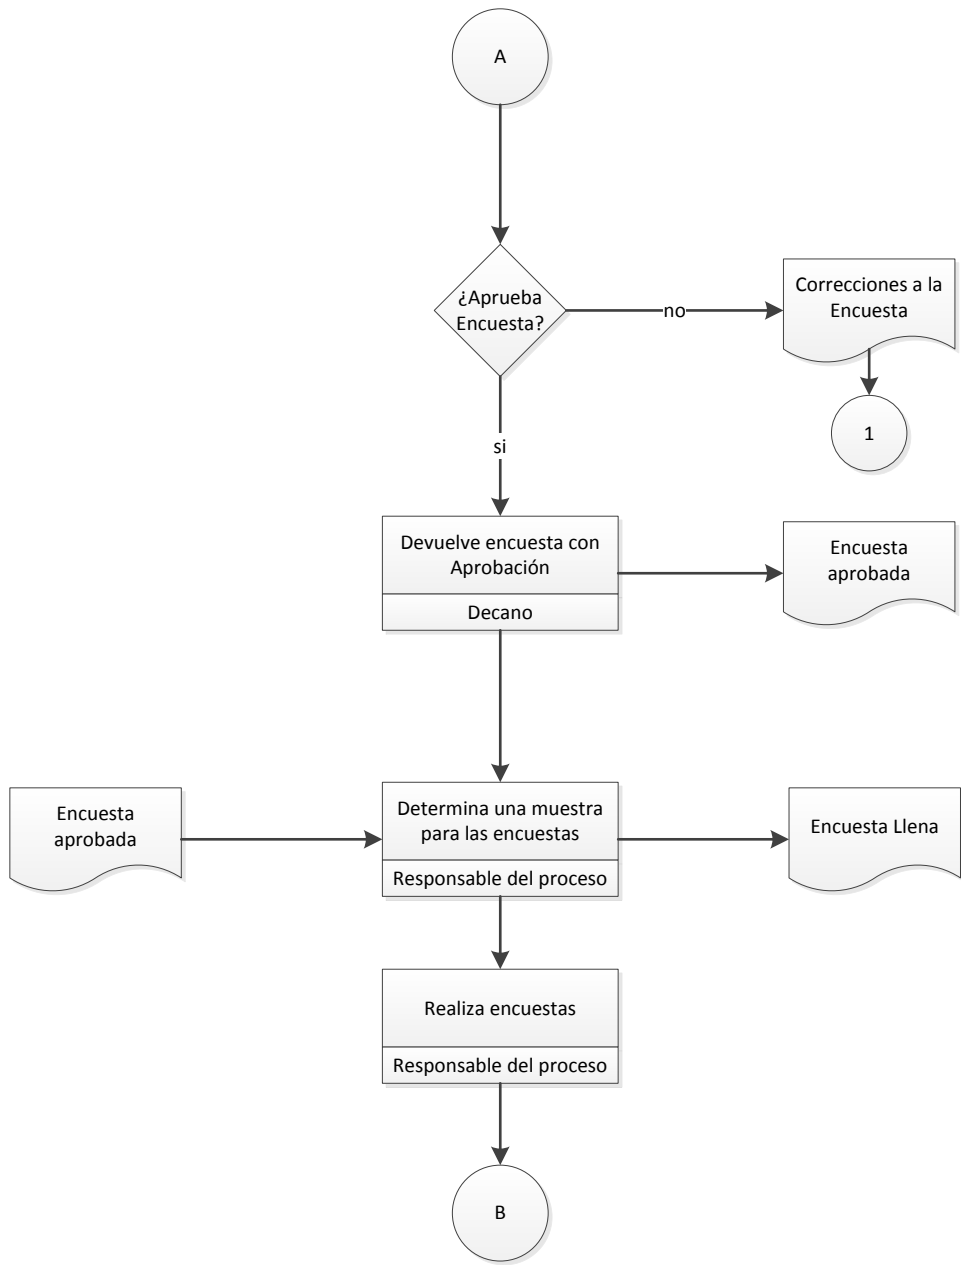 A
¿Aprueba
Encuesta?
no
Correcciones a la
Encuesta
1
si
Devuelve encuesta con
Aprobación
Decano
Encuesta
aprobada
Encuesta
aprobada
Determina una muestra
para las encuestas
Responsable del proceso
Encuesta Llena
Realiza encuestas
Responsable del proceso
B